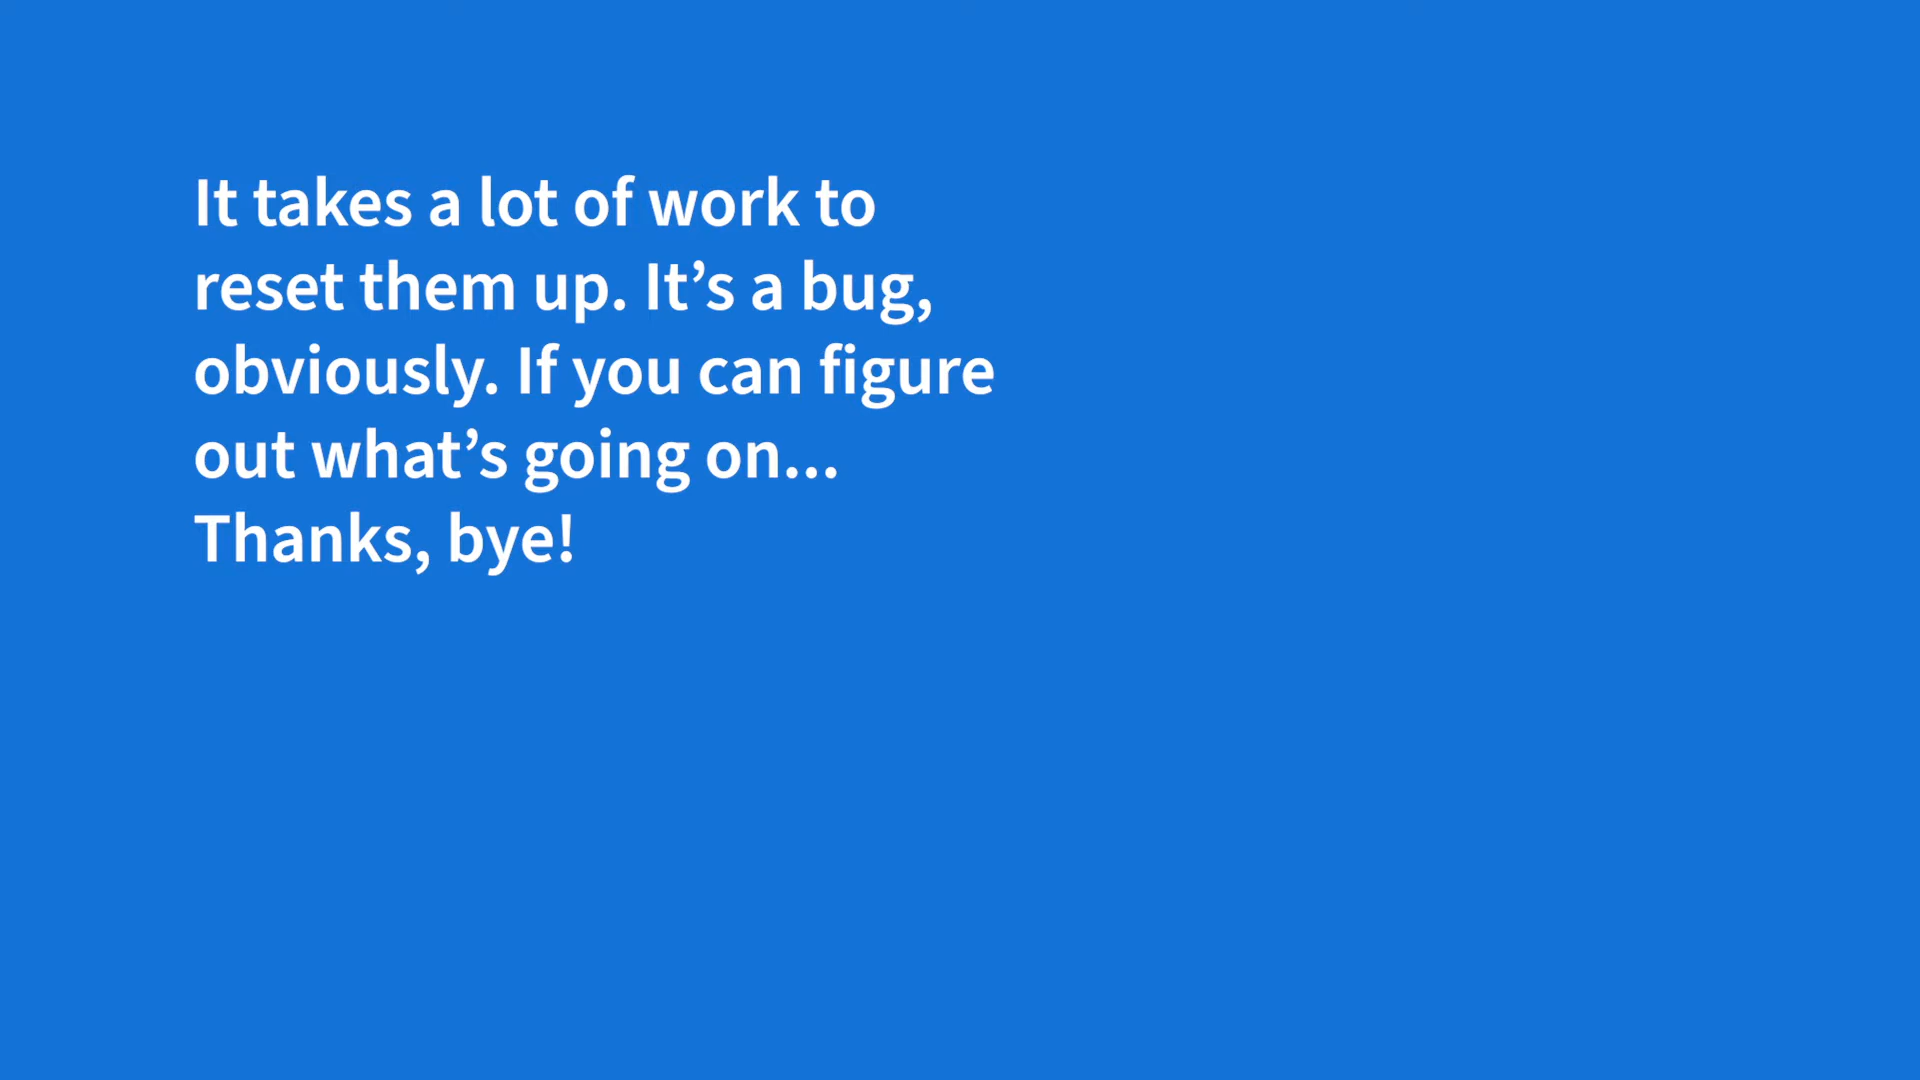 It takes a lot of work to
reset them up. It’s a bug,
obviously. If you can figure
out what’s going on...
Thanks, bye!